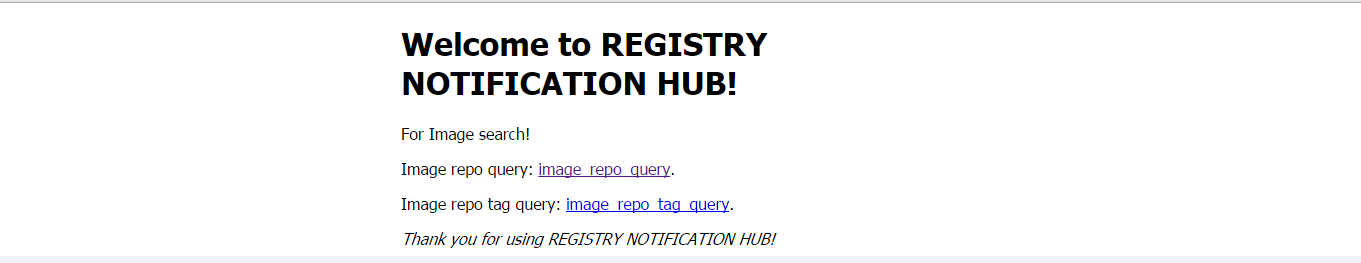 Welcome to REGISTRY
NOTIFICATION HUB!
For Image search!
Image repo query: image_repo_query.
Image repo tag query: image_repo_tag_query.
Thank you for using REGISTRY NOTIFICATION HUB!